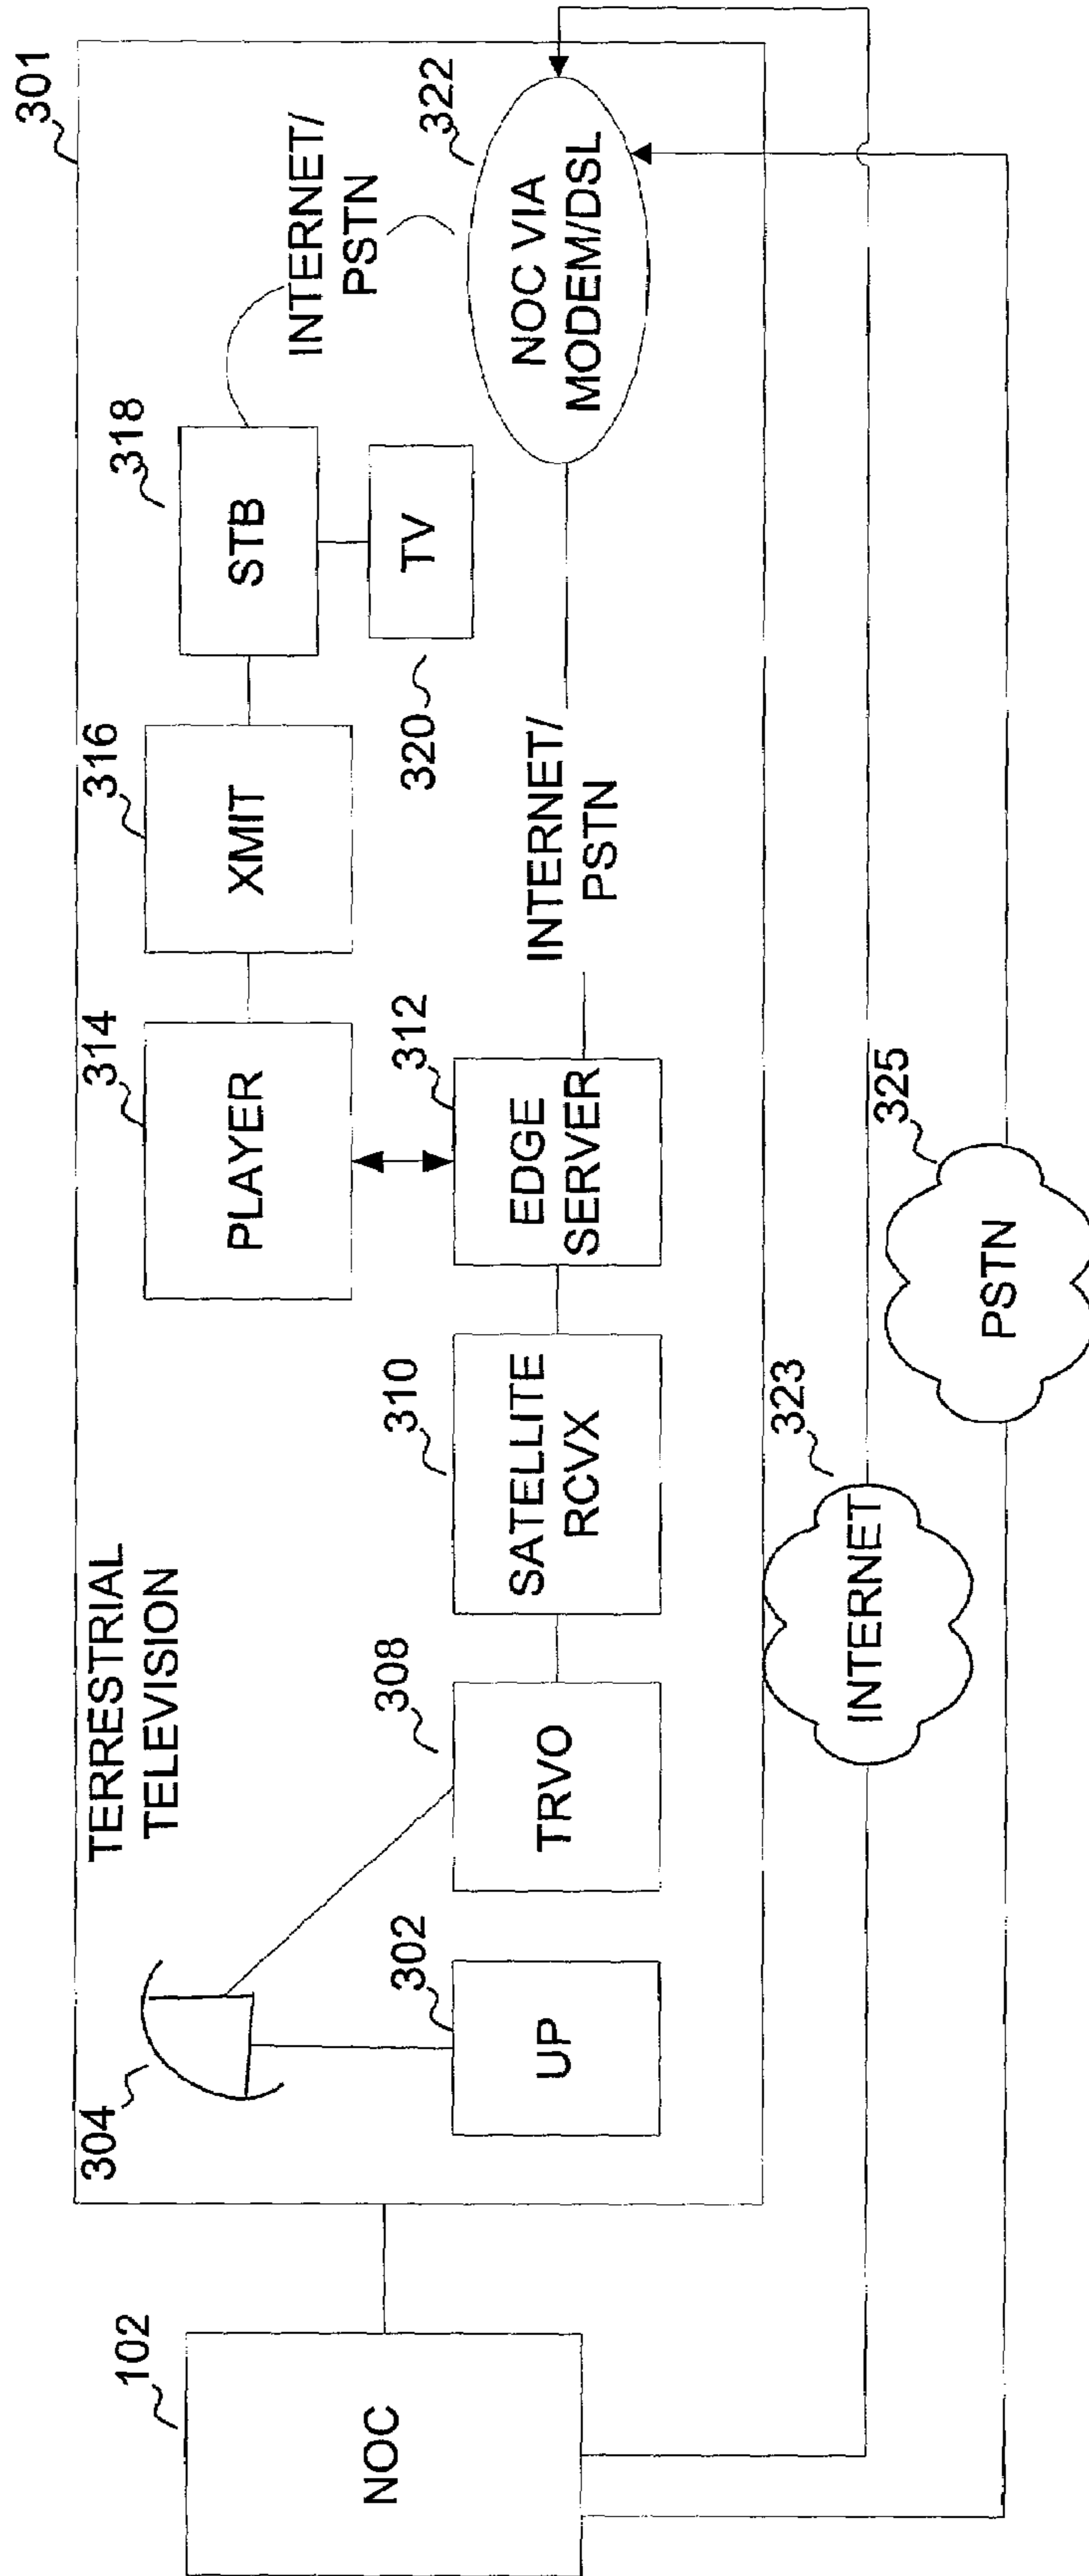 TERRESTRIAL
TELEVISION
301
102
NOC
304
302
UP
308
TRVO
310
SATELLITE
RCVX
312
EDGE
SERVER
314
PLAYER
316
XMIT
318
STB
320
TV
INTERNET/
PSTN
INTERNET/
PSTN
322
NOC VIA
MODEM/DSL
323
INTERNET
325
PSTN